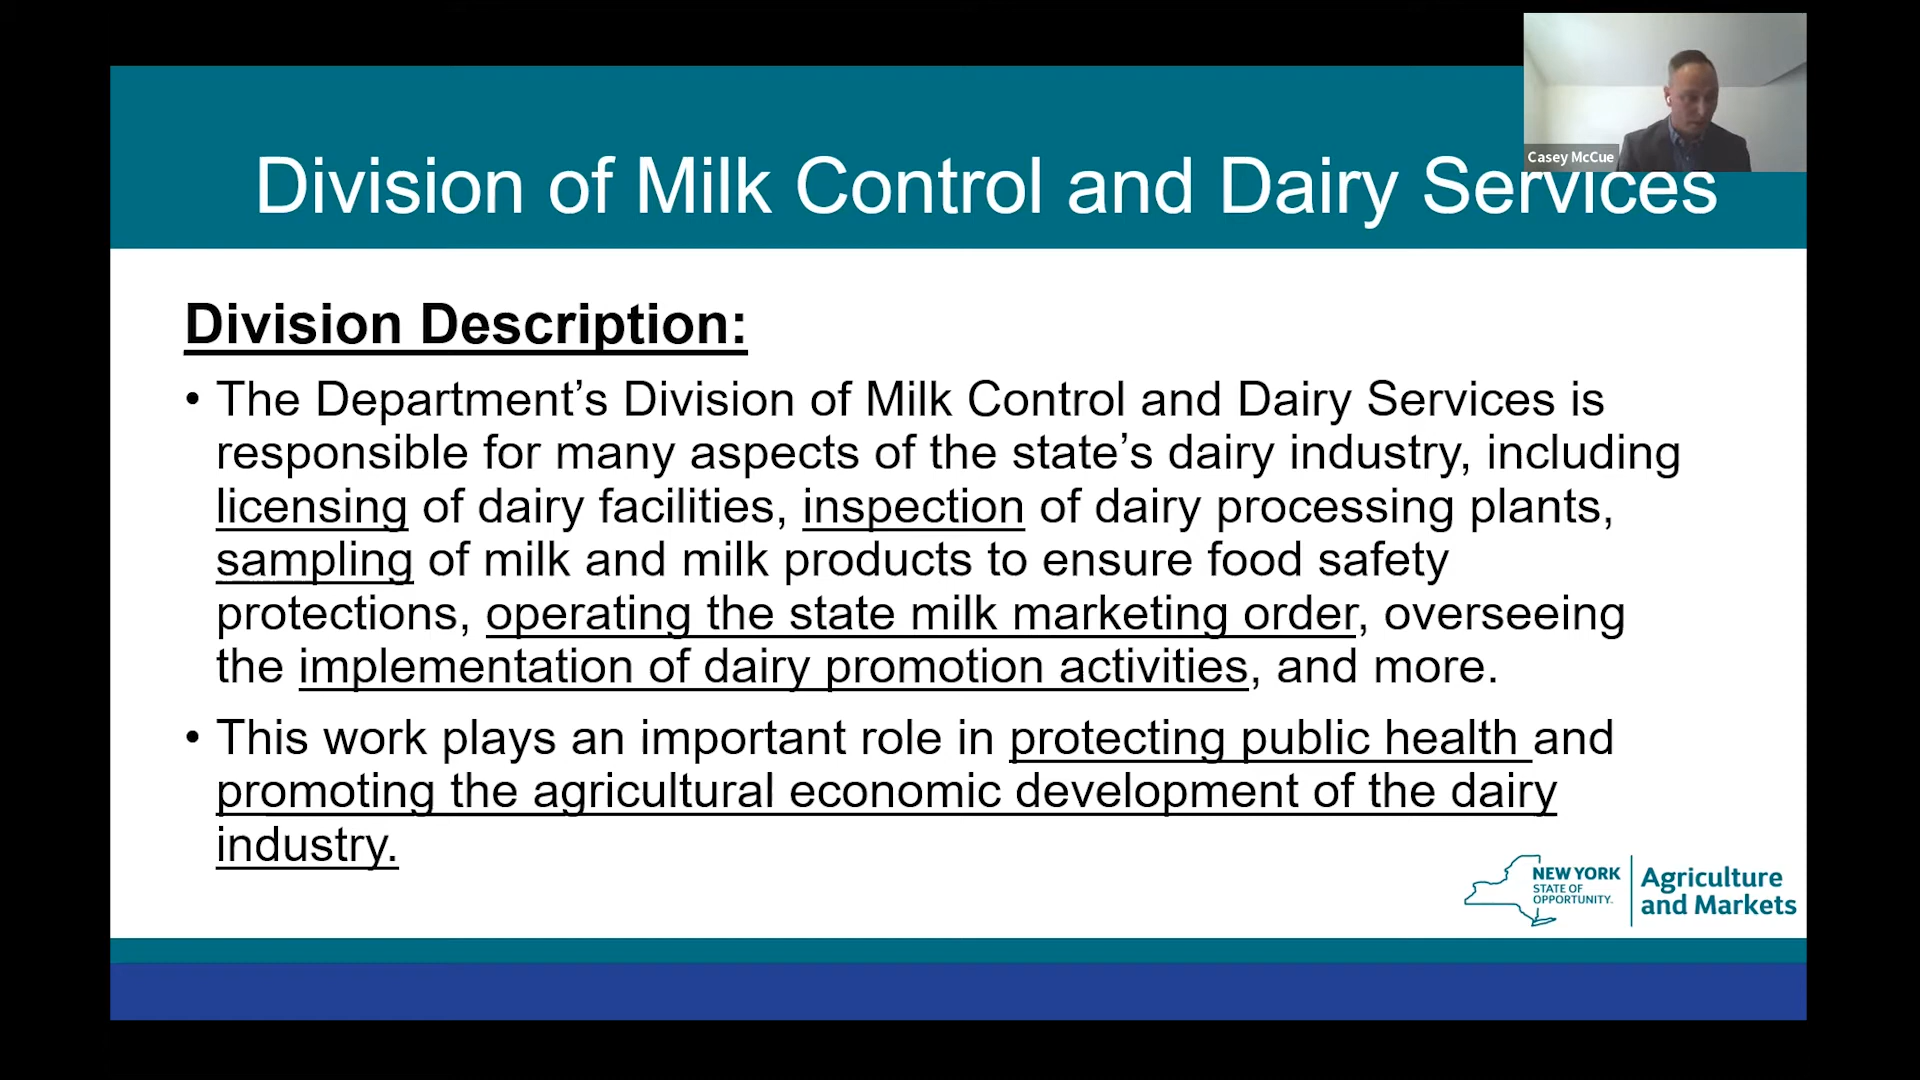 Casey McCue
Division of Milk Control and Dairy Services
Division Description:
• The Department’s Division of Milk Control and Dairy Services is
responsible for many aspects of the state’s dairy industry, including
licensing of dairy facilities, inspection of dairy processing plants,
sampling of milk and milk products to ensure food safety
protections, operating the state milk marketing order, overseeing
the implementation of dairy promotion activities, and more.
• This work plays an important role in protecting public health and
promoting the agricultural economic development of the dairy
industry.
NEW YORK
STATE OF
OPPORTUNITY.
Agriculture
and Markets